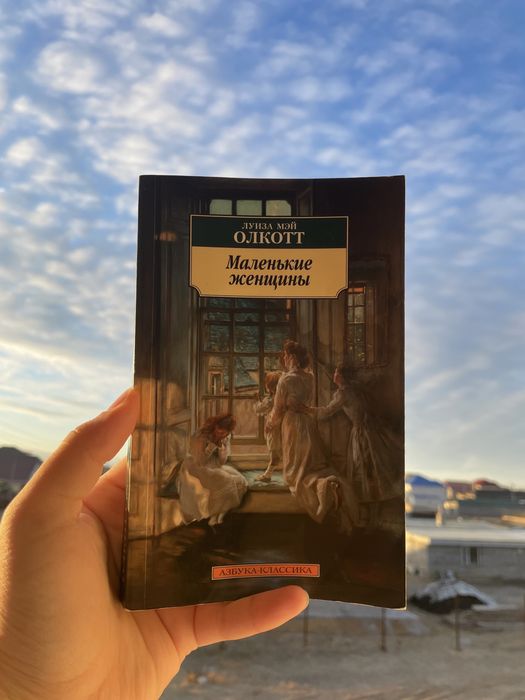 ЛУИЗА МЭЙ
ОЛКОТТ
Маленькие
женщины
АЗБУКА-КЛАССИКА